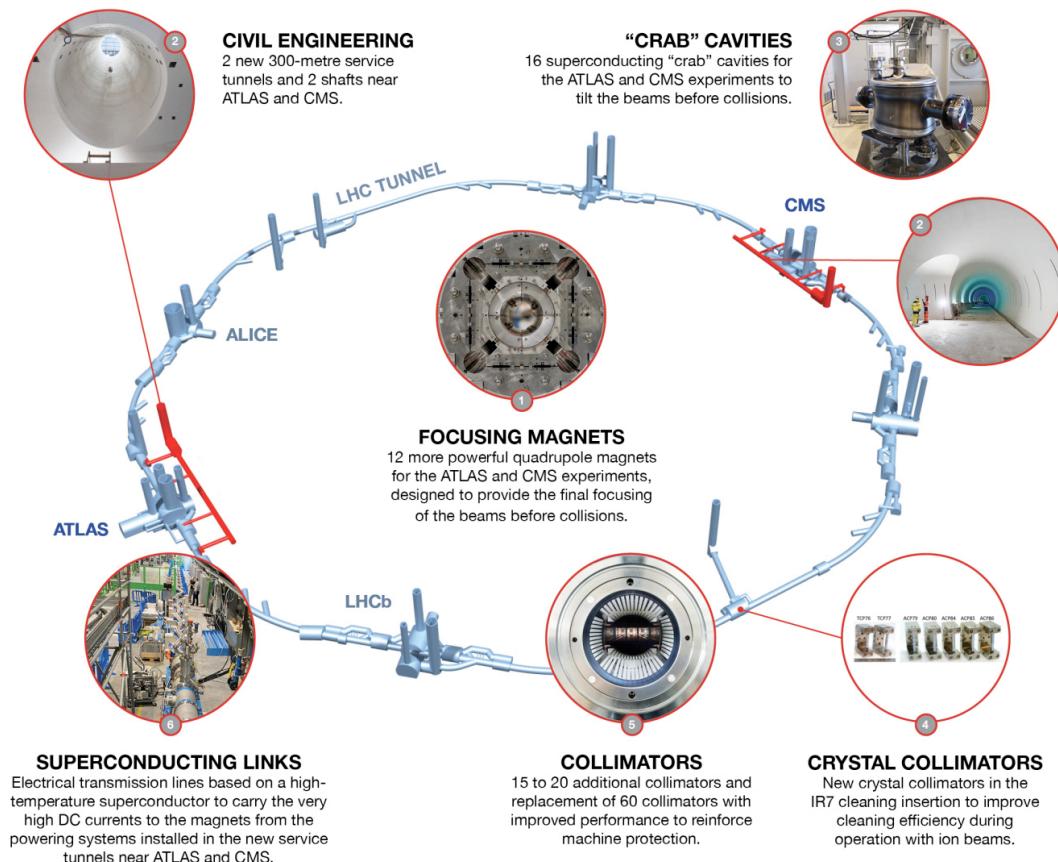 2
CIVIL ENGINEERING
2 new 300-metre service
tunnels and 2 shafts near
ATLAS and CMS.
“CRAB” CAVITIES
16 superconducting “crab” cavities for
the ATLAS and CMS experiments to
tilt the beams before collisions.
3
LHC TUNNEL
CMS
2
ALICE
1
FOCUSING MAGNETS
12 more powerful quadrupole magnets
for the ATLAS and CMS experiments,
designed to provide the final focusing
of the beams before collisions.
ATLAS
LHCb
TCP76 TCP77 ACP79 ACP80 ACP84 ACP83 ACP86
6
5
4
SUPERCONDUCTING LINKS
Electrical transmission lines based on a high-
temperature superconductor to carry the very
high DC currents to the magnets from the
powering systems installed in the new service
tunnels near ATLAS and CMS.
COLLIMATORS
15 to 20 additional collimators and
replacement of 60 collimators with
improved performance to reinforce
machine protection.
CRYSTAL COLLIMATORS
New crystal collimators in the
IR7 cleaning insertion to improve
cleaning efficiency during
operation with ion beams.